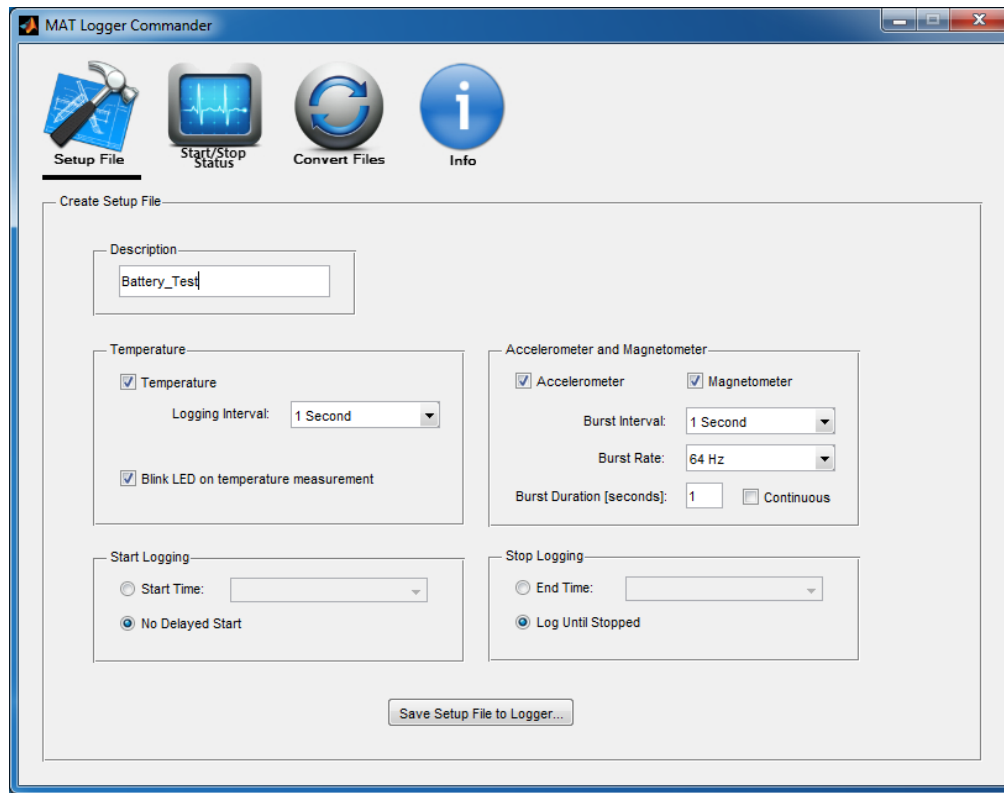 MAT Logger Commander
Setup File
Start/Stop
Status
Convert Files
Info
Create Setup File
Description
Battery_Test
Temperature
Temperature
Logging Interval: 1 Second
Blink LED on temperature measurement
Accelerometer and Magnetometer
Accelerometer Magnetometer
Burst Interval: 1 Second
Burst Rate: 64 Hz
Burst Duration [seconds]: 1 Continuous
Start Logging
Start Time:
No Delayed Start
Stop Logging
End Time:
Log Until Stopped
Save Setup File to Logger...